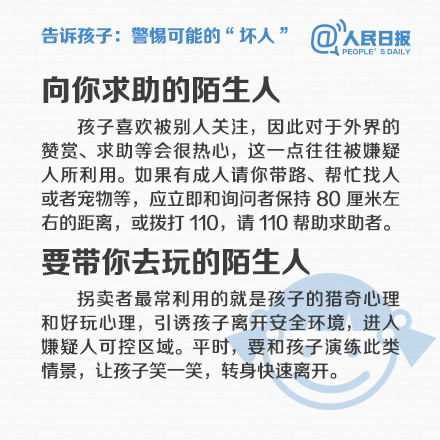 告诉孩子：警惕可能的“坏人”
@人民日报
PEOPLE'S DAILY
向你求助的陌生人
孩子喜欢被别人关注，因此对于外界的
赞赏、求助等会很热心，这一点往往被嫌疑
人所利用。如果有成人请你带路、帮忙找人
或者宠物等，应立即和询问者保持 80 厘米左
右的距离，或拨打 110，请 110 帮助求助者。
要带你去玩的陌生人
拐卖者最常利用的就是孩子的猎奇心理
和好玩心理，引诱孩子离开安全环境，进入
嫌疑人可控区域。平时，要和孩子演练此类
情景，让孩子笑一笑，转身快速离开。